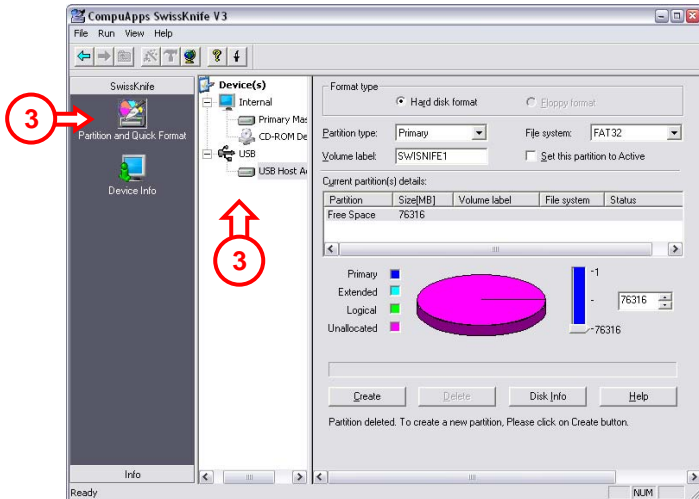 CompuApps SwissKnife V3
File Run View Help
SwissKnife
3
Partition and Quick Format
Device Info
Info
Device(s)
Internal
Primary Mas
CD-ROM De
USB
USB Host A
3
Format type
Hard disk format
Floppy format
Partition type: Primary
File system: FAT32
Volume label: SWISNIFE1
Set this partition to Active
Current partition(s) details:
Partition Size[MB] Volume label File system Status
Free Space 76316
Primary
Extended
Logical
Unallocated
-1
-
-76316
76316
Create Delete Disk Info Help
Partition deleted. To create a new partition, Please click on Create button.
Ready
NUM